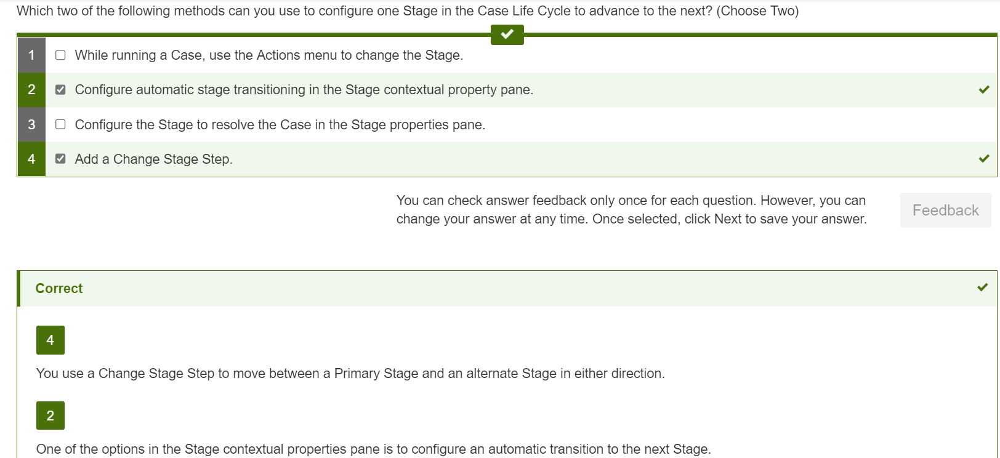 Which two of the following methods can you use to configure one Stage in the Case Life Cycle to advance to the next? (Choose Two)
1 While running a Case, use the Actions menu to change the Stage.
2 Configure automatic stage transitioning in the Stage contextual property pane.
3 Configure the Stage to resolve the Case in the Stage properties pane.
4 Add a Change Stage Step.
You can check answer feedback only once for each question. However, you can
change your answer at any time. Once selected, click Next to save your answer.
Feedback
Correct
4
You use a Change Stage Step to move between a Primary Stage and an alternate Stage in either direction.
2
One of the options in the Stage contextual properties pane is to configure an automatic transition to the next Stage.